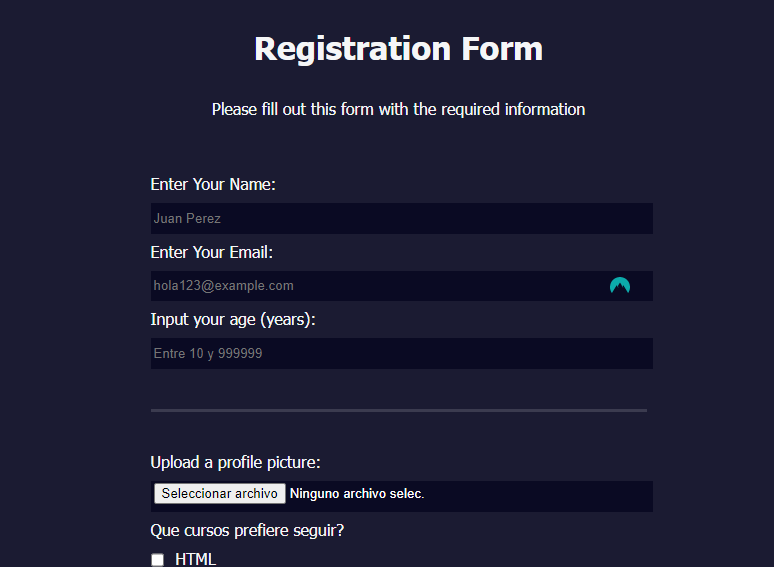 Registration Form
Please fill out this form with the required information
Enter Your Name:
Juan Perez
Enter Your Email:
hola123@example.com
Input your age (years):
Entre 10 y 999999
Upload a profile picture:
Seleccionar archivo Ninguno archivo selec.
Que cursos prefiere seguir?
HTML